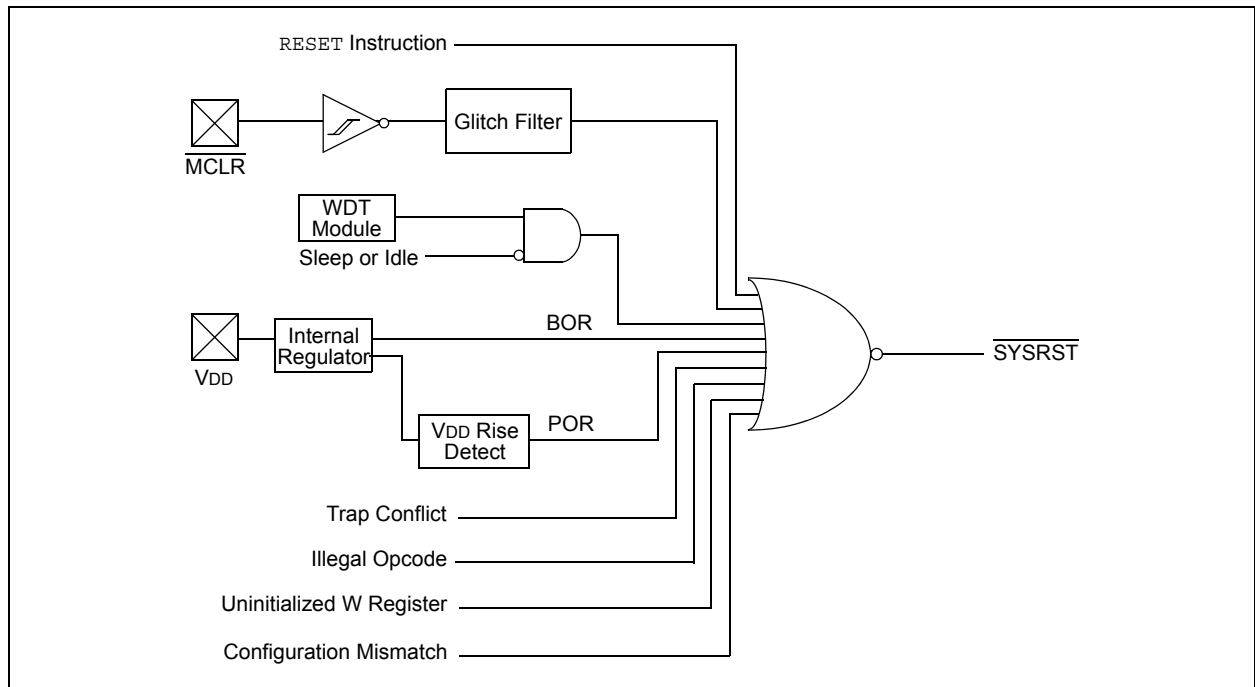 RESET Instruction
Glitch Filter
MCLR
WDT
Module
Sleep or Idle
BOR
Internal
Regulator
SYSRST
VDD
POR
VDD Rise
Detect
Trap Conflict
Illegal Opcode
Uninitialized W Register
Configuration Mismatch